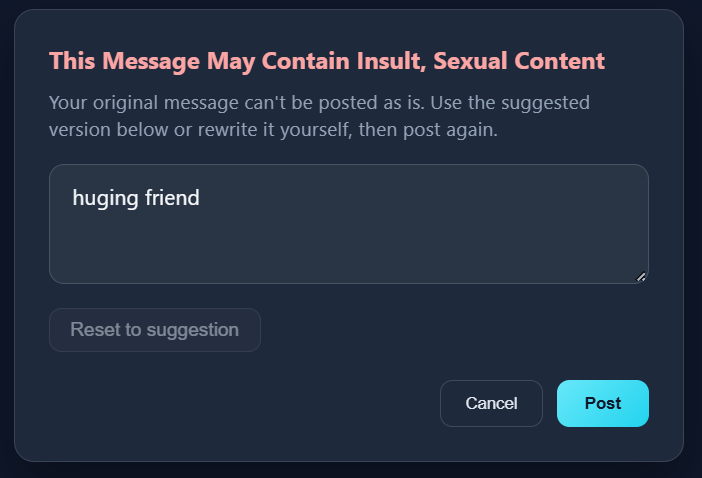 This Message May Contain Insult, Sexual Content
Your original message can't be posted as is. Use the suggested
version below or rewrite it yourself, then post again.
huging friend
Reset to suggestion
Cancel
Post